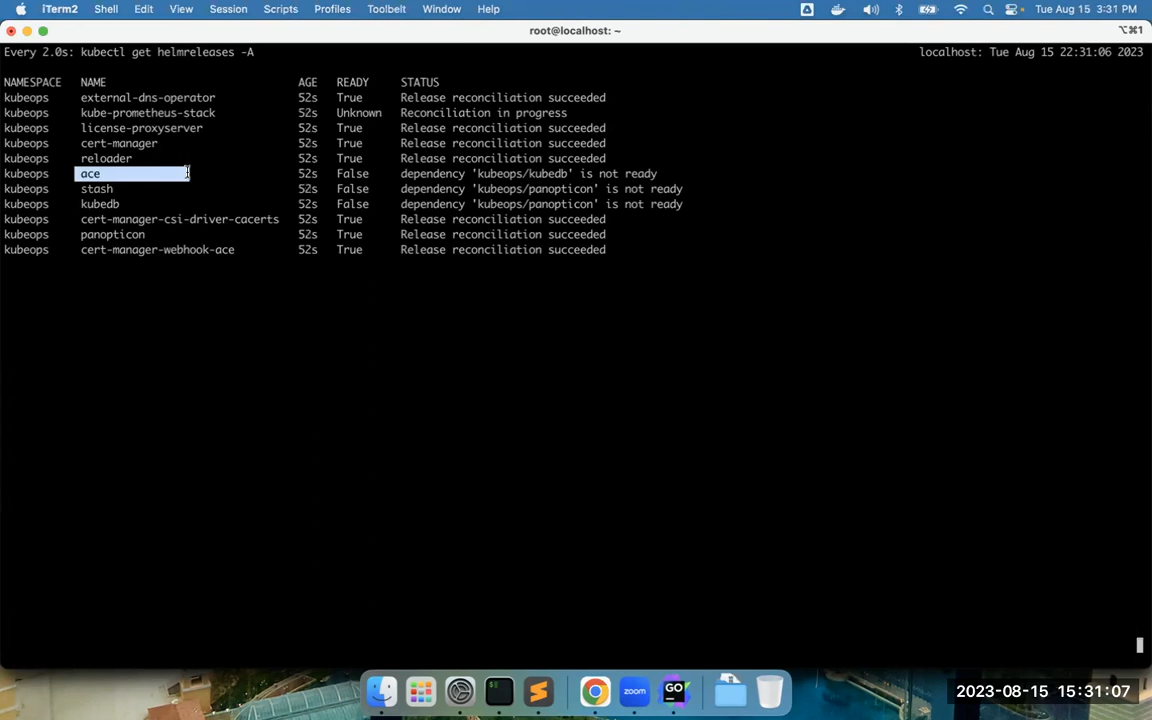 iTerm2 Shell Edit View Session Scripts Profiles Toolbelt Window Help Tue Aug 15 3:31 PM
root@localhost: ~ ⌥⌘1
Every 2.0s: kubectl get helmreleases -A localhost: Tue Aug 15 22:31:06 2023
NAMESPACE NAME AGE READY STATUS
kubeops external-dns-operator 52s True Release reconciliation succeeded
kubeops kube-prometheus-stack 52s Unknown Reconciliation in progress
kubeops license-proxyserver 52s True Release reconciliation succeeded
kubeops cert-manager 52s True Release reconciliation succeeded
kubeops reloader 52s True Release reconciliation succeeded
kubeops ace 52s False dependency 'kubeops/kubedb' is not ready
kubeops stash 52s False dependency 'kubeops/panopticon' is not ready
kubeops kubedb 52s False dependency 'kubeops/panopticon' is not ready
kubeops cert-manager-csi-driver-cacerts 52s True Release reconciliation succeeded
kubeops panopticon 52s True Release reconciliation succeeded
kubeops cert-manager-webhook-ace 52s True Release reconciliation succeeded
zoom GO
2023-08-15 15:31:07